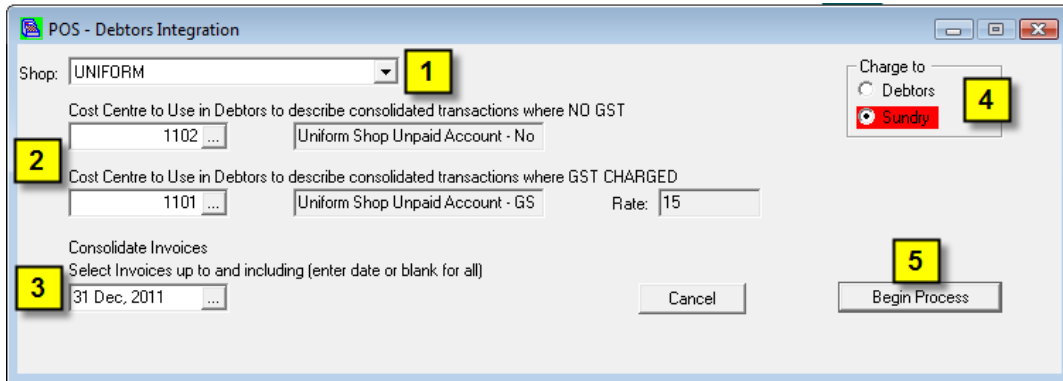 POS - Debtors Integration
Shop: UNIFORM
1
Charge to
Debtors
Sundry
4
Cost Centre to Use in Debtors to describe consolidated transactions where NO GST
1102 ... Uniform Shop Unpaid Account - No
2
Cost Centre to Use in Debtors to describe consolidated transactions where GST CHARGED
1101 ... Uniform Shop Unpaid Account - GS Rate: 15
Consolidate Invoices
Select Invoices up to and including (enter date or blank for all)
3
31 Dec, 2011 ...
Cancel
5
Begin Process